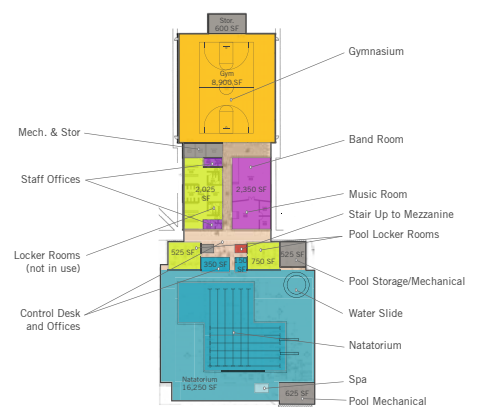 Stor.
600 SF
Gymnasium
Gym
8,900 SF
Mech. & Stor
Band Room
Staff Offices
2,025
SF
2,350 SF
Music Room
Stair Up to Mezzanine
Pool Locker Rooms
Locker Rooms
(not in use)
525 SF
350 SF
150
SF
750 SF
525 SF
Pool Storage/Mechanical
Control Desk
and Offices
Water Slide
Natatorium
Natatorium
16,250 SF
Spa
625 SF
Pool Mechanical